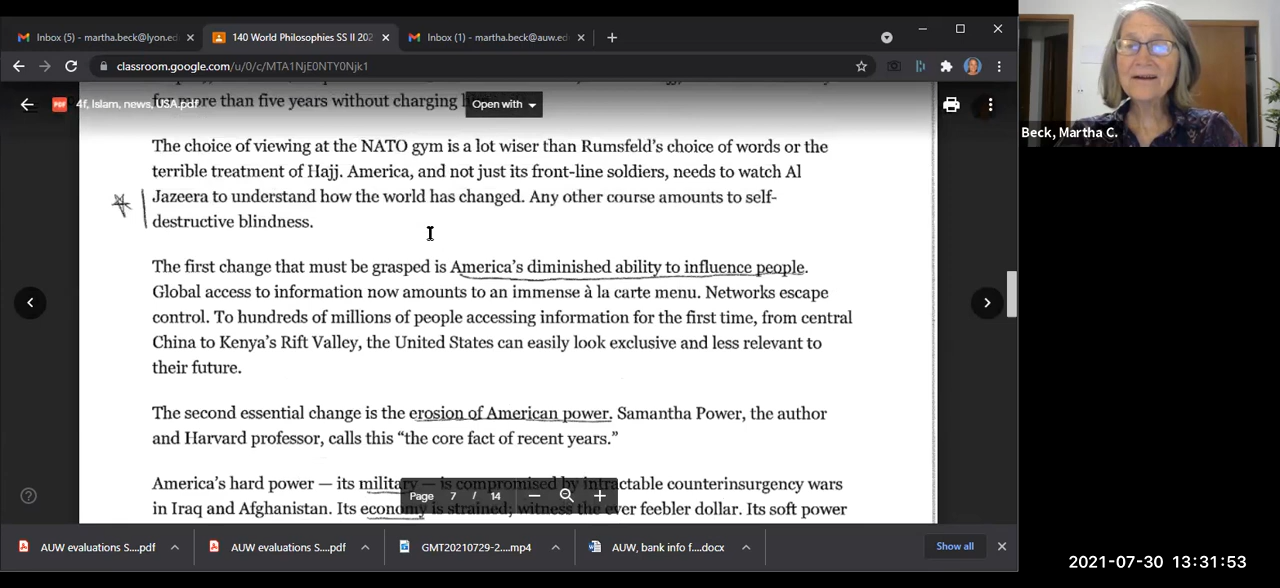 Inbox (5) - martha.beck@lyon.ed
140 World Philosophies SS II 202
Inbox (1) - martha.beck@auw.ed
classroom.google.com/u/0/c/MTA1NjE0NTY0Njk1
4f, Islam, news, USA.pdf
Open with
for more than five years without charging
The choice of viewing at the NATO gym is a lot wiser than Rumsfeld's choice of words or the
terrible treatment of Hajj. America, and not just its front-line soldiers, needs to watch Al
Jazeera to understand how the world has changed. Any other course amounts to self-
destructive blindness.
The first change that must be grasped is America's diminished ability to influence people.
Global access to information now amounts to an immense à la carte menu. Networks escape
control. To hundreds of millions of people accessing information for the first time, from central
China to Kenya's Rift Valley, the United States can easily look exclusive and less relevant to
their future.
The second essential change is the erosion of American power. Samantha Power, the author
and Harvard professor, calls this “the core fact of recent years.”
America's hard power — its military — is compromised by intractable counterinsurgency wars
in Iraq and Afghanistan. Its economy is strained; witness the ever feebler dollar. Its soft power
Page 7 / 14
AUW evaluations S....pdf
AUW evaluations S....pdf
GMT20210729-2....mp4
AUW, bank info f....docx
Show all
Beck, Martha C.
2021-07-30 13:31:53